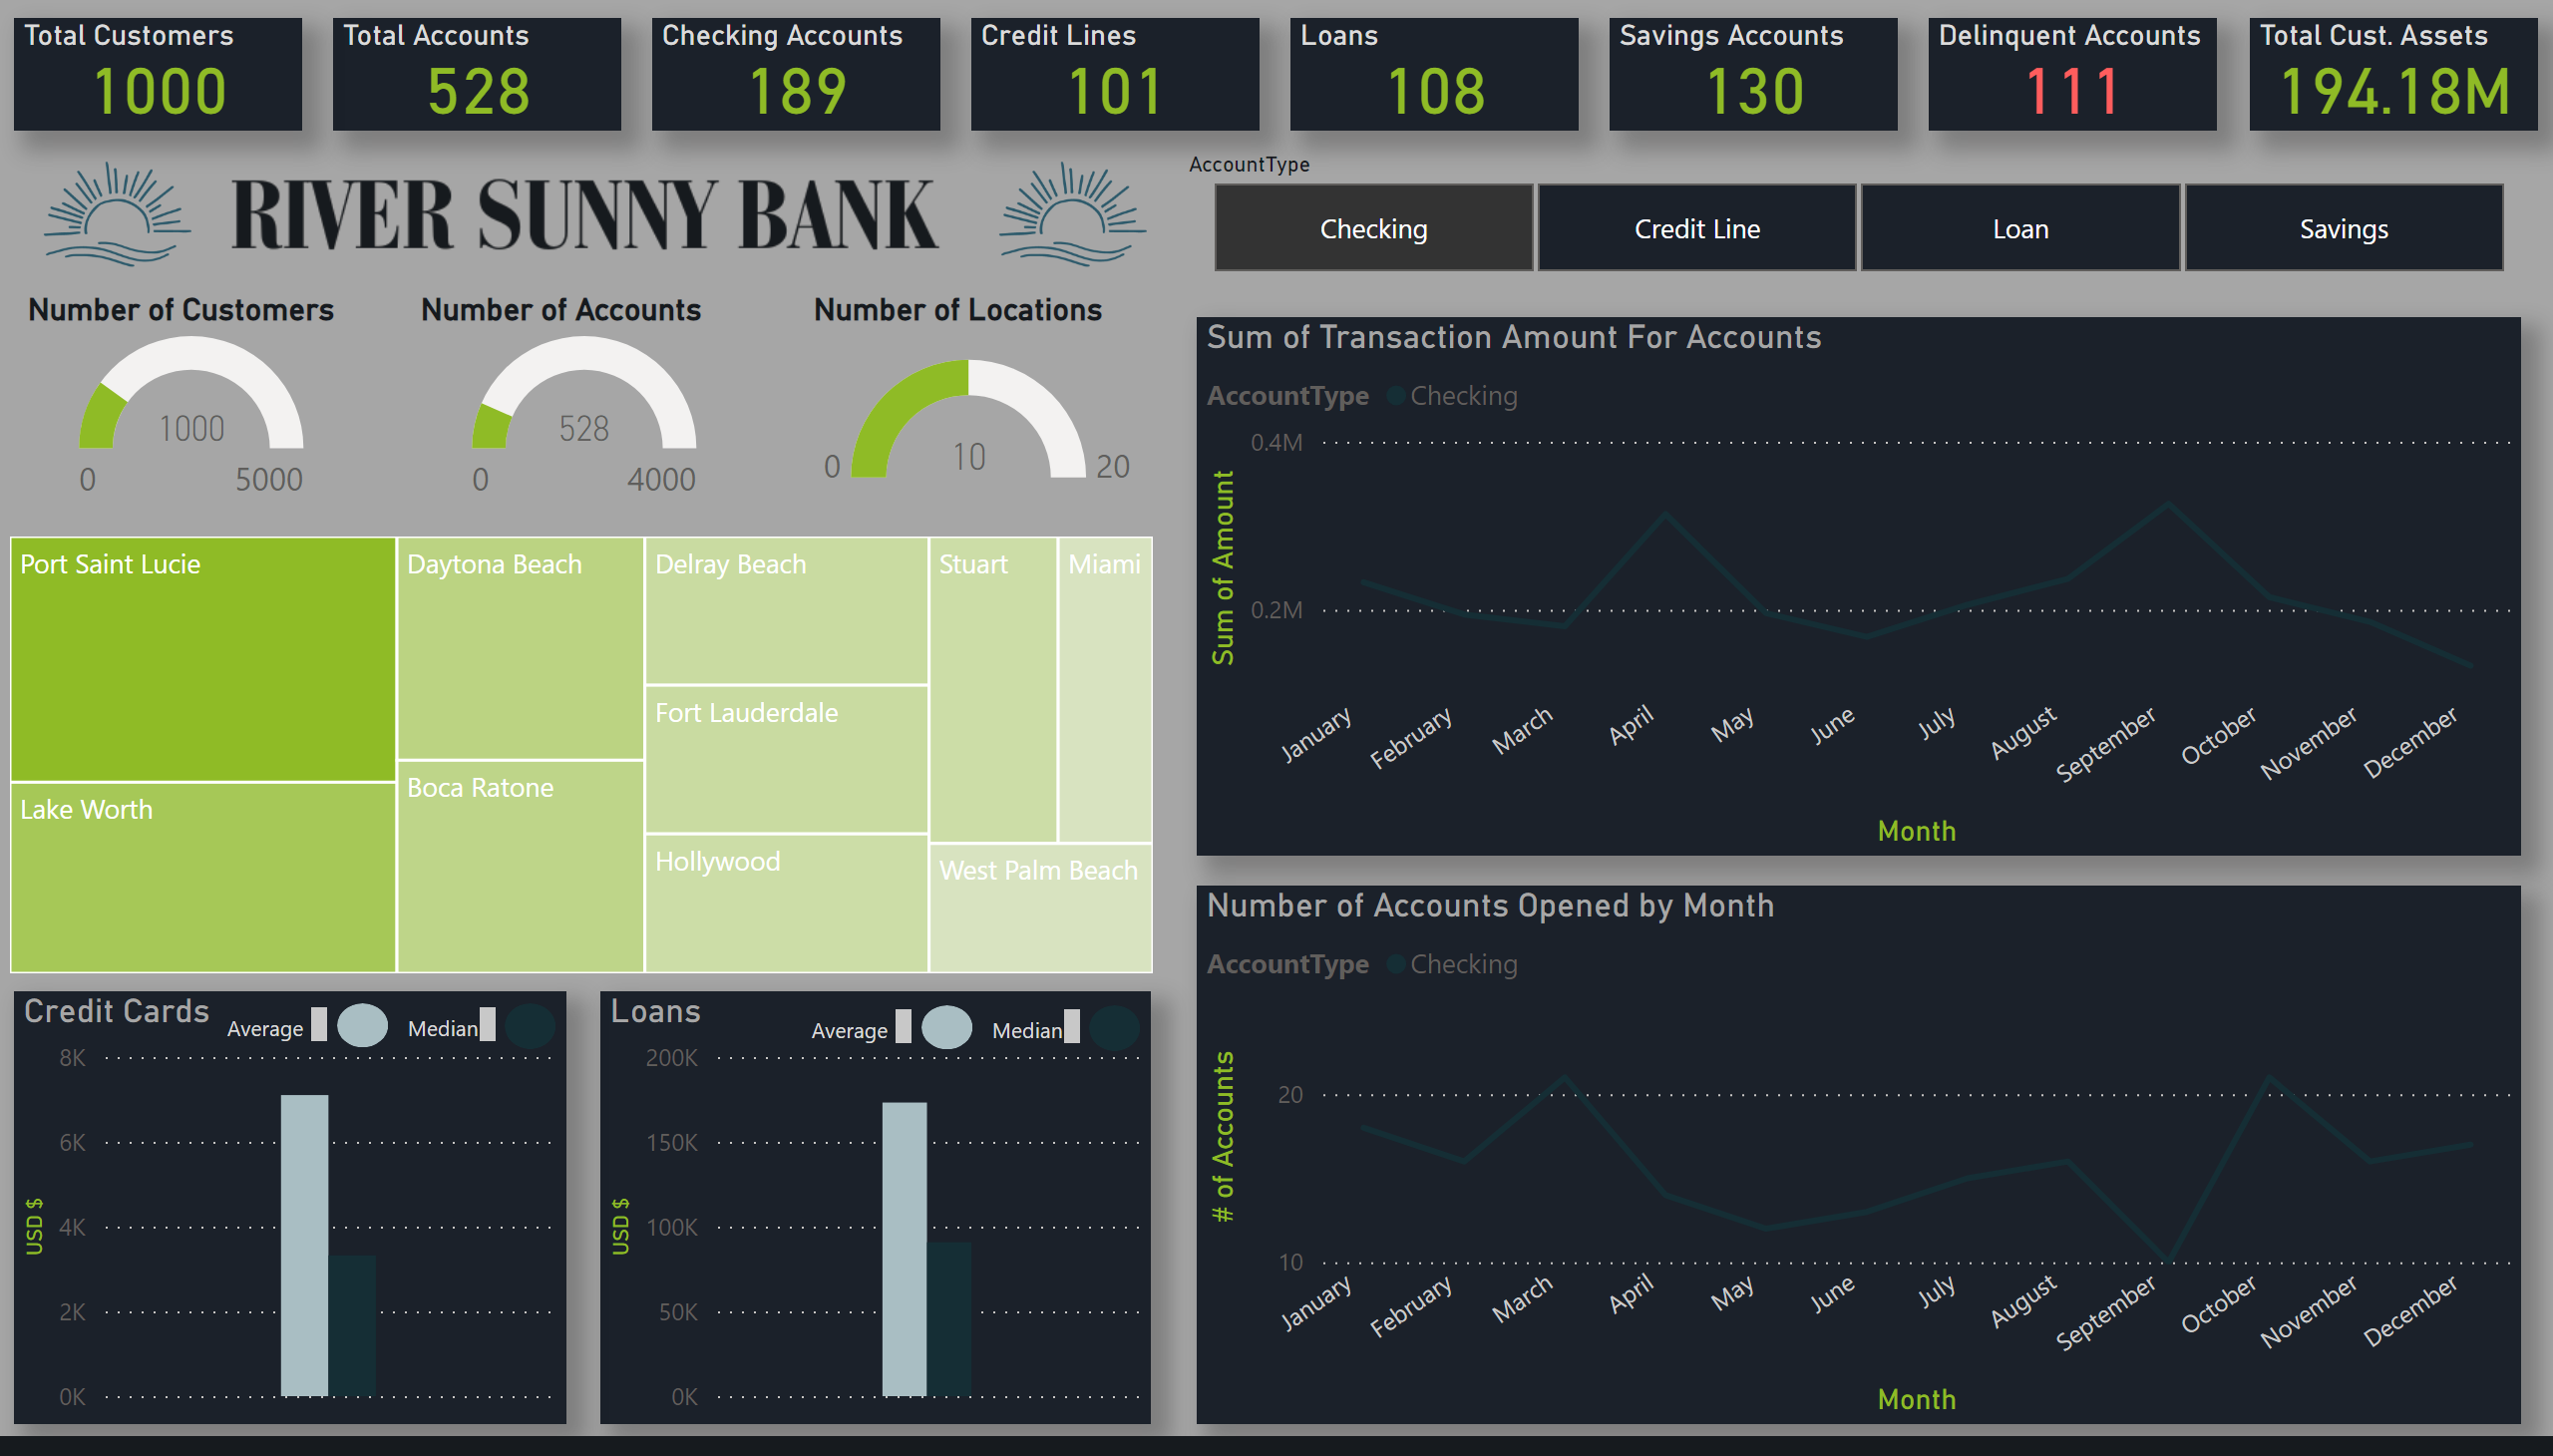 Total Customers
1000
Total Accounts
528
Checking Accounts
189
Credit Lines
101
Loans
108
Savings Accounts
130
Delinquent Accounts
111
Total Cust. Assets
194.18M
RIVER SUNNY BANK
AccountType
Checking
Credit Line
Loan
Savings
Number of Customers
1000
0
5000
Number of Accounts
528
0
4000
Number of Locations
10
0
20
Port Saint Lucie
Lake Worth
Daytona Beach
Boca Ratone
Delray Beach
Fort Lauderdale
Hollywood
Stuart
Miami
West Palm Beach
Sum of Transaction Amount For Accounts
AccountType Checking
Sum of Amount
0.4M
0.2M
January
February
March
April
May
June
July
August
September
October
November
December
Month
Number of Accounts Opened by Month
AccountType Checking
# of Accounts
20
10
January
February
March
April
May
June
July
August
September
October
November
December
Month
Credit Cards
Average
Median
USD $
8K
6K
4K
2K
0K
Loans
Average
Median
USD $
200K
150K
100K
50K
0K